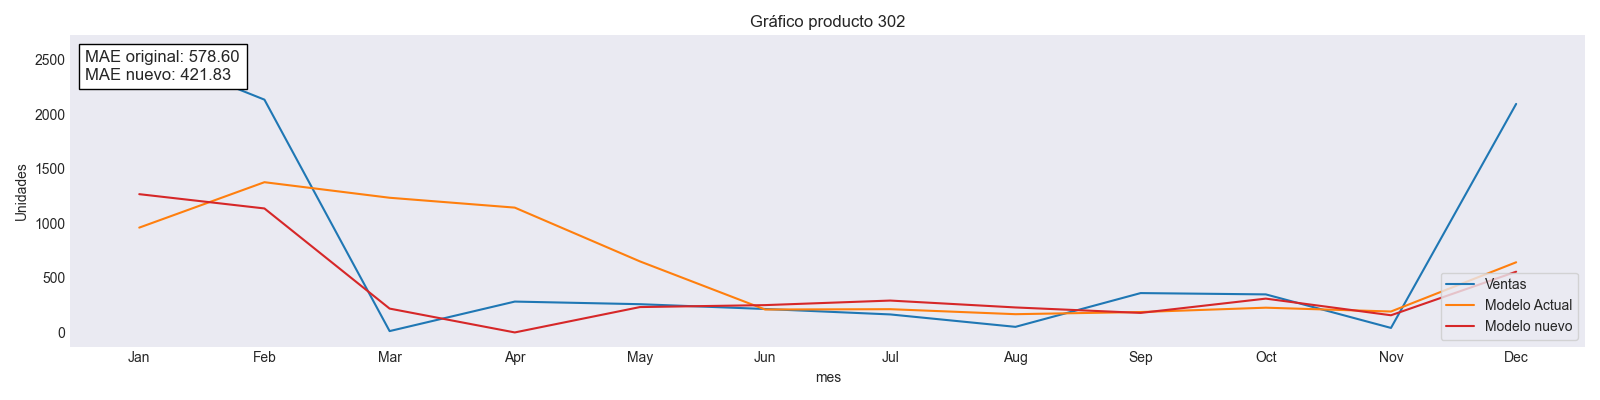 Gráfico producto 302
MAE original: 578.60
MAE nuevo: 421.83
Unidades
2500
2000
1500
1000
500
0
Jan Feb Mar Apr May Jun Jul Aug Sep Oct Nov Dec
mes
Ventas
Modelo Actual
Modelo nuevo